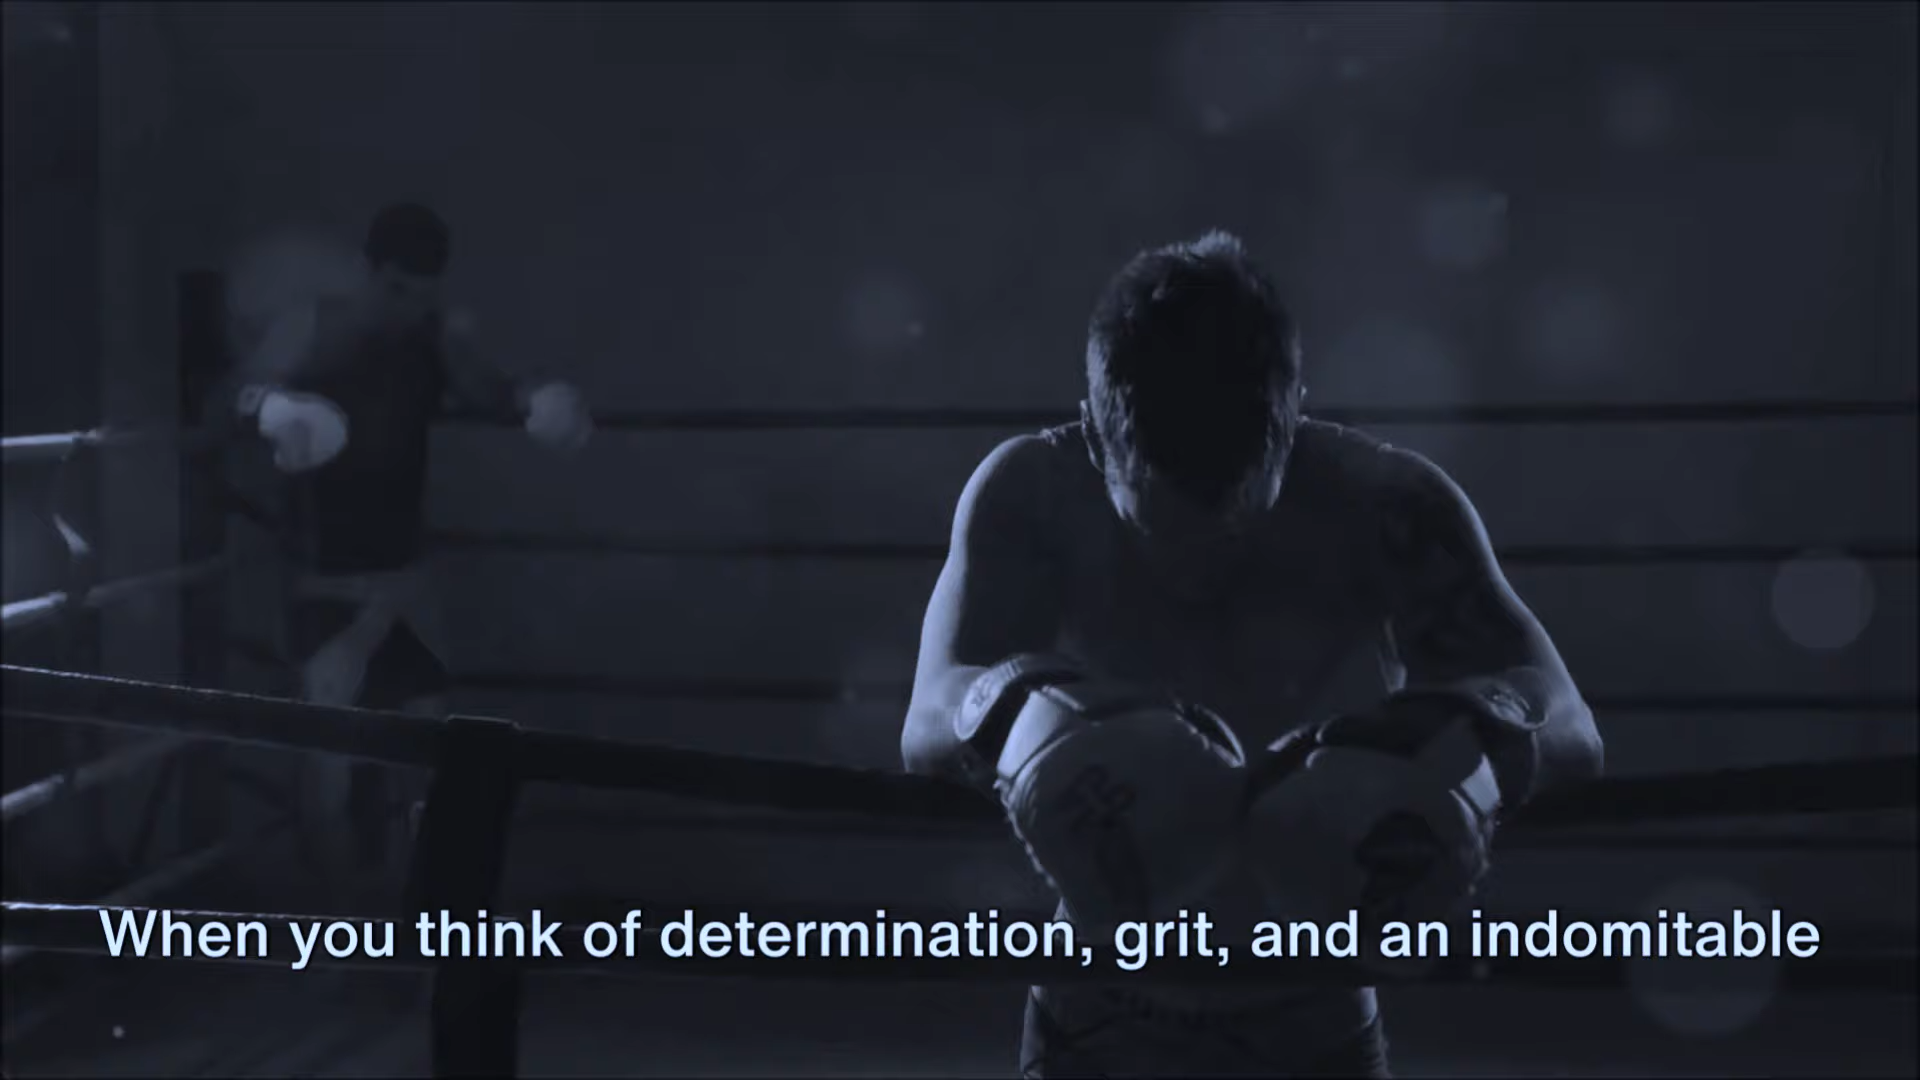 When you think of determination, grit, and an indomitable